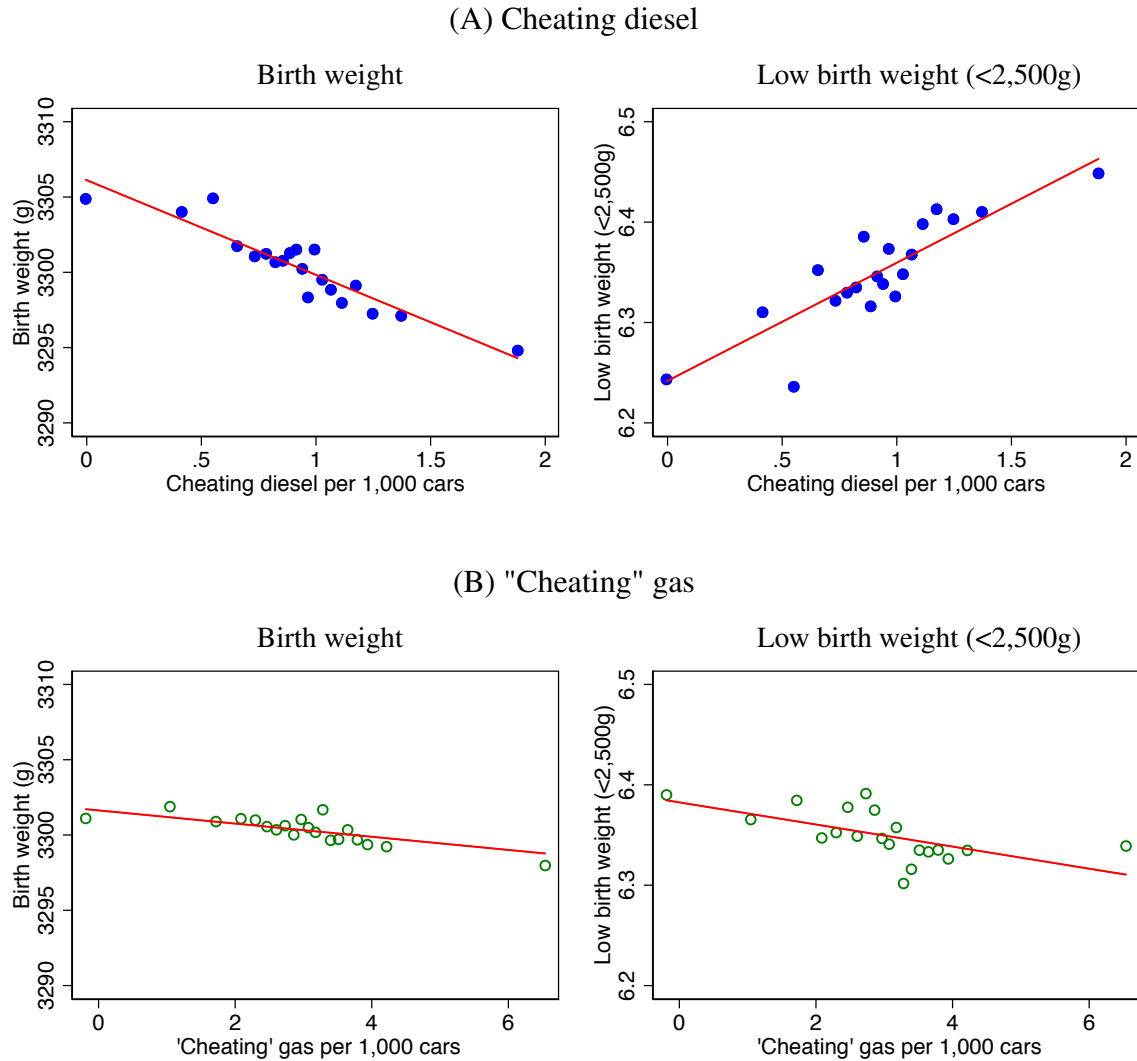 (A) Cheating diesel
Birth weight
Birth weight (g)
3310
3305
3300
3295
3290
0
.5
1
1.5
2
Cheating diesel per 1,000 cars
Low birth weight (<2,500g)
Low birth weight (<2,500g)
6.5
6.4
6.3
6.2
0
.5
1
1.5
2
Cheating diesel per 1,000 cars
(B) "Cheating" gas
Birth weight
Birth weight (g)
3310
3305
3300
3295
3290
0
2
4
6
'Cheating' gas per 1,000 cars
Low birth weight (<2,500g)
Low birth weight (<2,500g)
6.5
6.4
6.3
6.2
0
2
4
6
'Cheating' gas per 1,000 cars